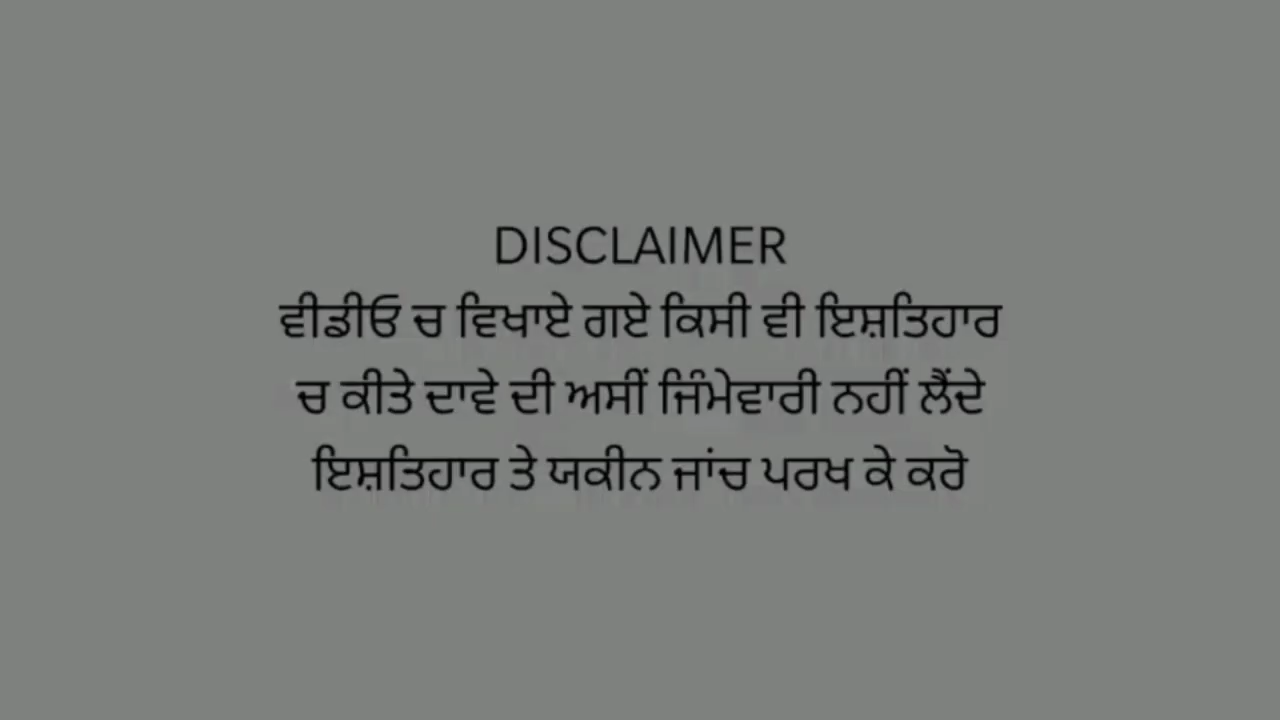 DISCLAIMER
ਵੀਡੀਓ ਚ ਵਿਖਾਏ ਗਏ ਕਿਸੀ ਵੀ ਇਸ਼ਤਿਹਾਰ
ਚ ਕੀਤੇ ਦਾਵੇ ਦੀ ਅਸੀਂ ਜਿੰਮੇਵਾਰੀ ਨਹੀਂ ਲੈਂਦੇ
ਇਸ਼ਤਿਹਾਰ ਤੇ ਯਕੀਨ ਜਾਂਚ ਪਰਖ ਕੇ ਕਰੋ